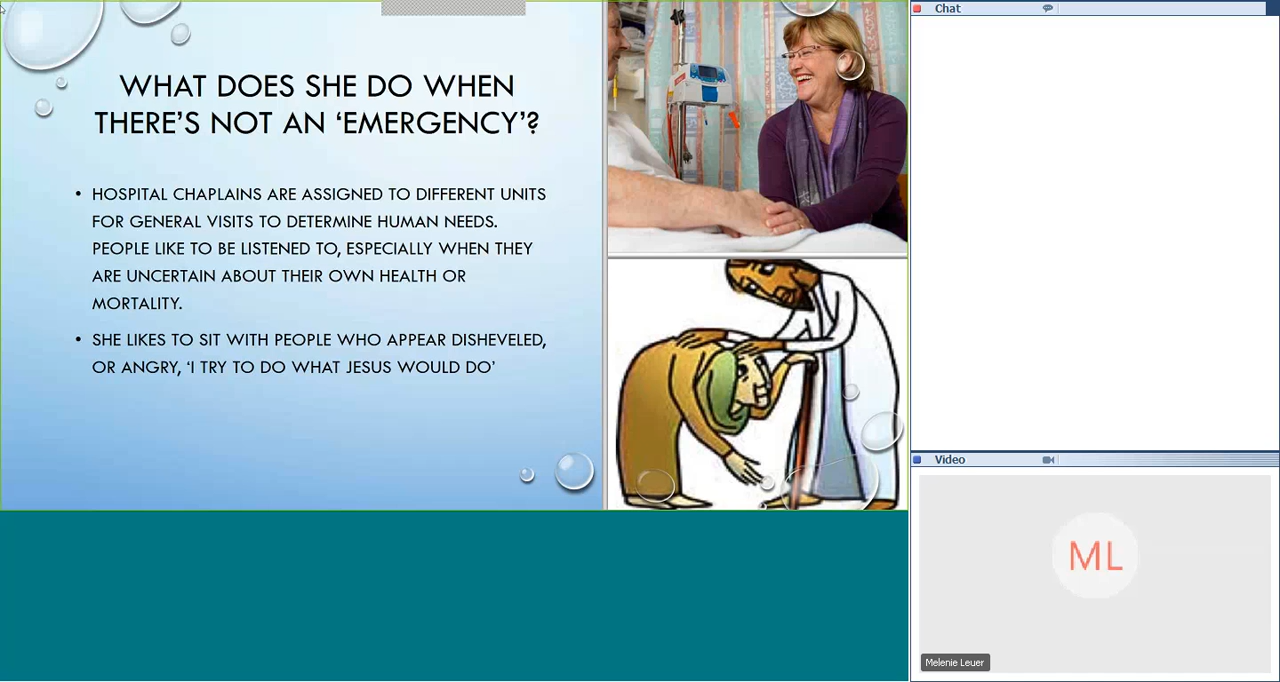 WHAT DOES SHE DO WHEN
THERE’S NOT AN ‘EMERGENCY’?
• HOSPITAL CHAPLAINS ARE ASSIGNED TO DIFFERENT UNITS
FOR GENERAL VISITS TO DETERMINE HUMAN NEEDS.
PEOPLE LIKE TO BE LISTENED TO, ESPECIALLY WHEN THEY
ARE UNCERTAIN ABOUT THEIR OWN HEALTH OR
MORTALITY.
• SHE LIKES TO SIT WITH PEOPLE WHO APPEAR DISHEVELED,
OR ANGRY, ‘I TRY TO DO WHAT JESUS WOULD DO’
Chat
Video
ML
Melenie Leuer